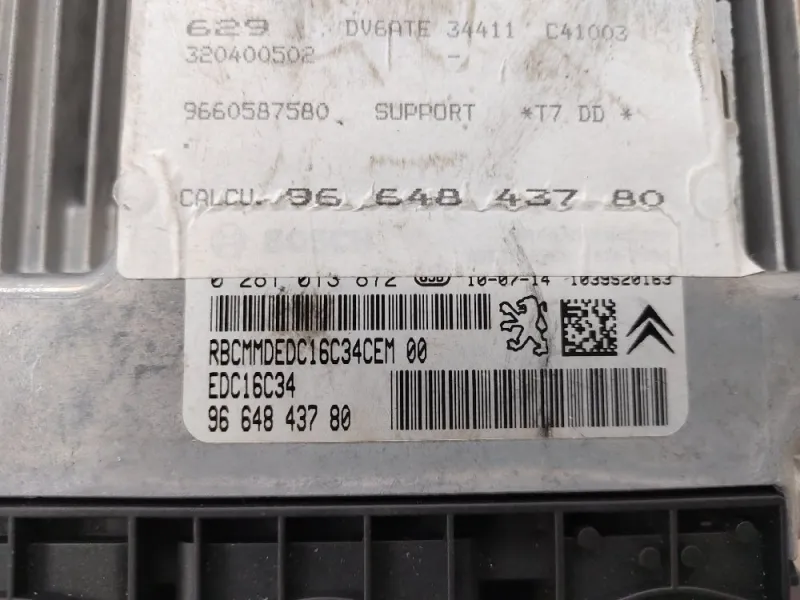 629 DV6ATE 34411 C41003
320400502 -
9660587580 SUPPORT *T7 DD *
CALCU. 96 648 437 80
0 281 013 872 10-07-14 1039S20163
RBCMMDEDC16C34CEM 00
EDC16C34
96 648 437 80